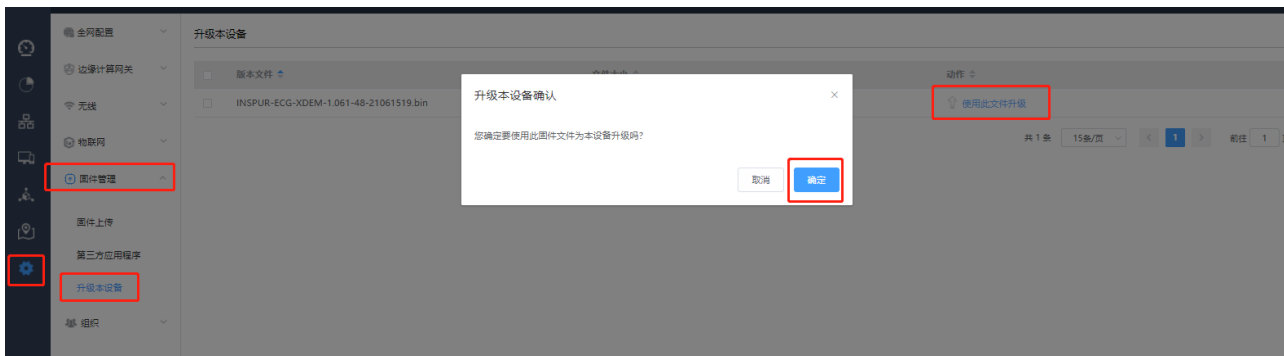 全网配置
边缘计算网关
无线
物联网
固件管理
固件上传
第三方应用程序
升级本设备
组织
升级本设备
版本文件
文件大小
动作
INSPUR-ECG-XDEM-1.061-48-21061519.bin
使用此文件升级
共 1 条 15条/页 1 前往 1
升级本设备确认
您确定要使用此固件文件为本设备升级吗?
取消 确定